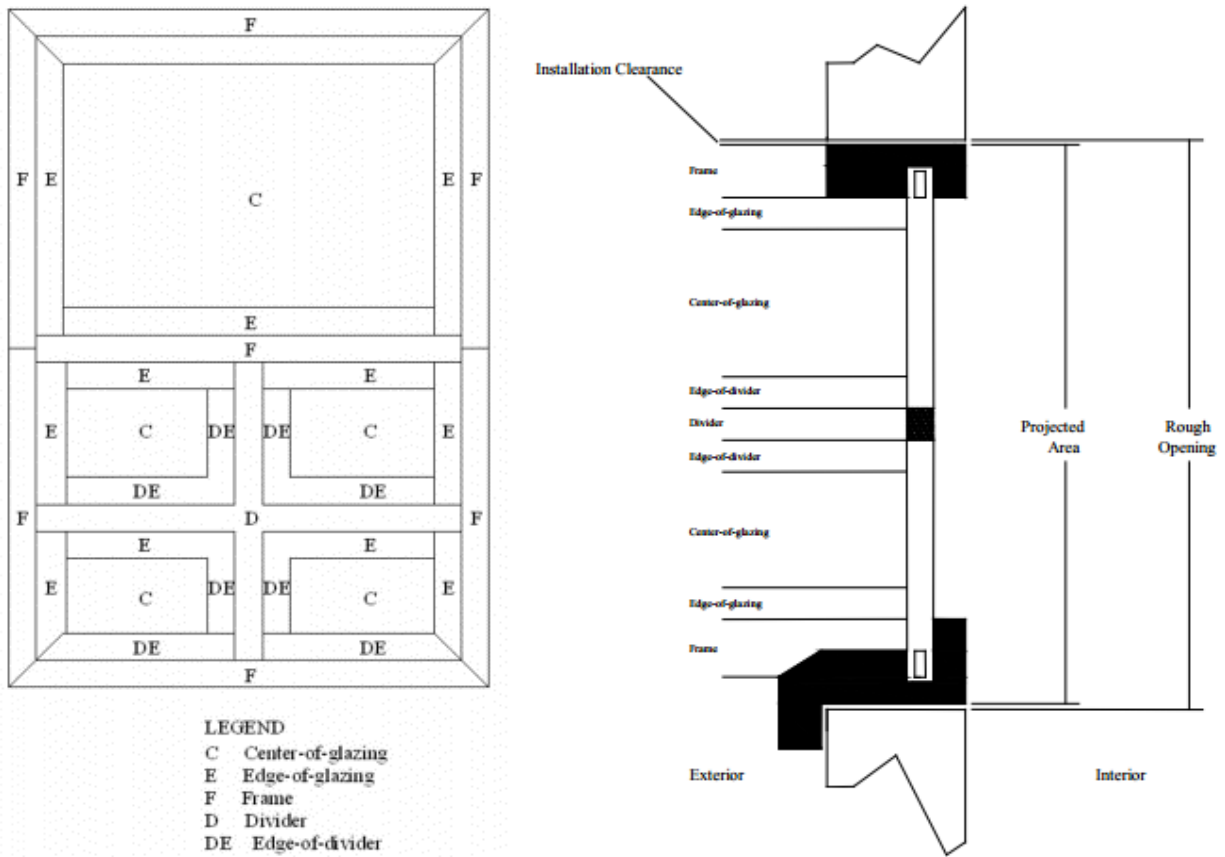 F
F
E
C
E
F
E
F
E
E
E
C
DE
DE
C
E
DE
DE
F
D
F
E
E
E
C
DE
DE
C
E
DE
DE
F
LEGEND
C Center-of-glazing
E Edge-of-glazing
F Frame
D Divider
DE Edge-of-divider
Installation Clearance
Frame
Edge-of-glazing
Center-of-glazing
Edge-of-divider
Divider
Edge-of-divider
Center-of-glazing
Edge-of-glazing
Frame
Projected
Area
Rough
Opening
Exterior
Interior